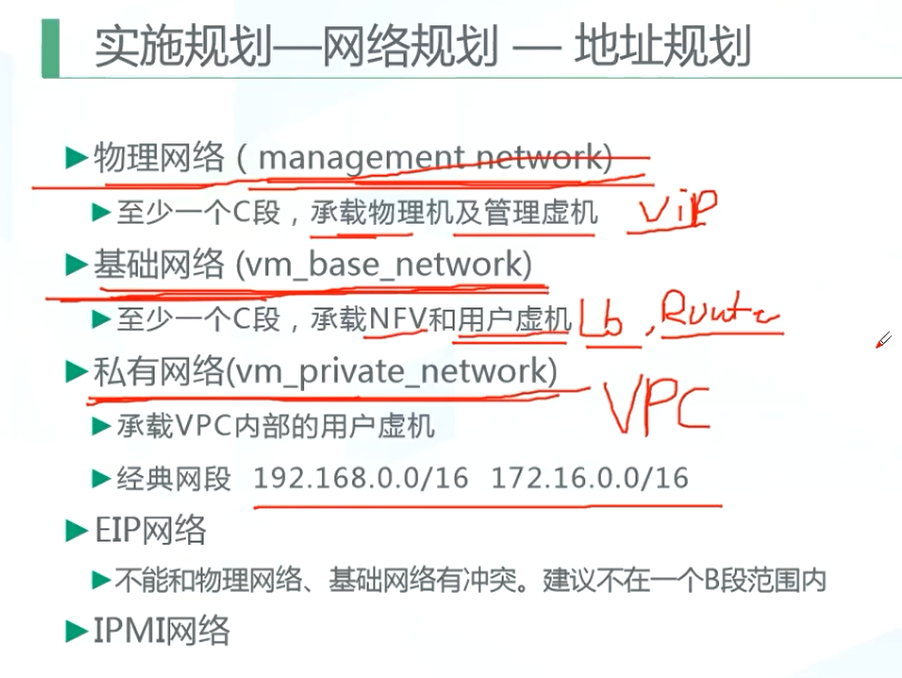 实施规划—网络规划 — 地址规划
▶物理网络 ( management network)
▶至少一个C段，承载物理机及管理虚机 ViP
▶基础网络 (vm_base_network)
▶至少一个C段，承载NFV和用户虚机 Lb , Route
▶私有网络(vm_private_network)
VPC
▶承载VPC内部的用户虚机
▶经典网段 192.168.0.0/16 172.16.0.0/16
▶EIP网络
▶不能和物理网络、基础网络有冲突。建议不在一个B段范围内
▶IPMI网络